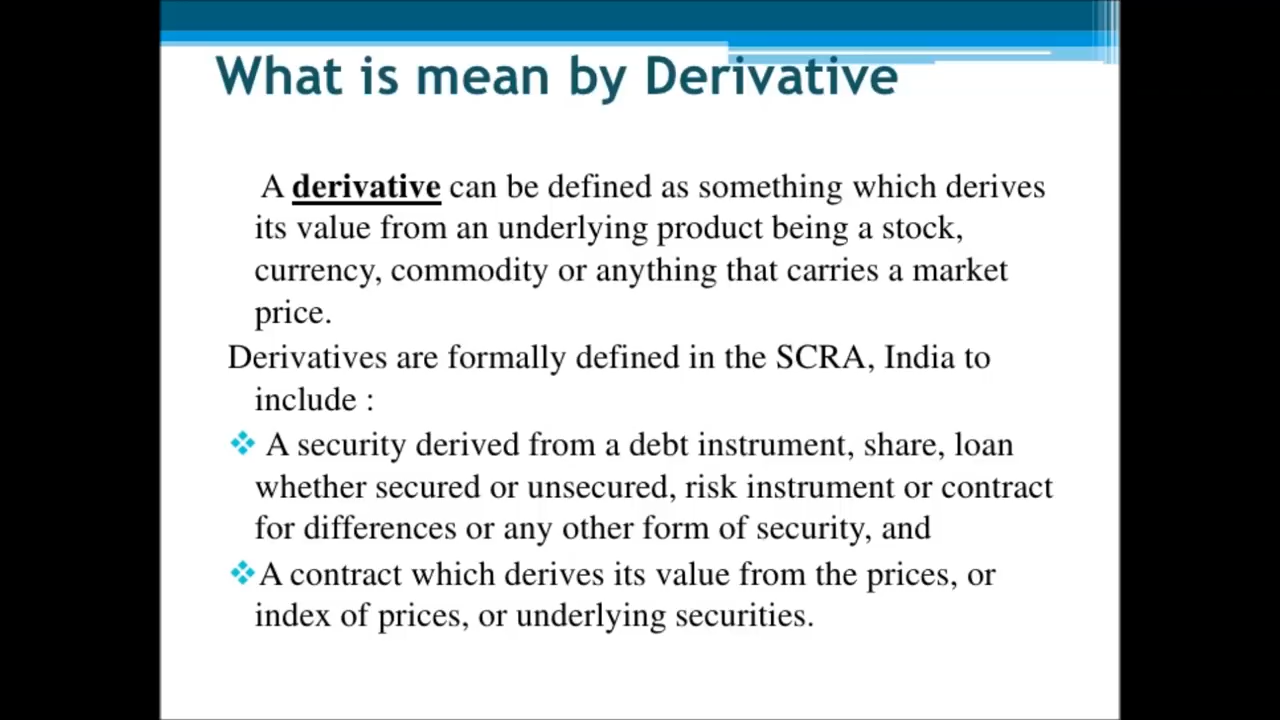 What is mean by Derivative
A derivative can be defined as something which derives
its value from an underlying product being a stock,
currency, commodity or anything that carries a market
price.
Derivatives are formally defined in the SCRA, India to
include :
❖ A security derived from a debt instrument, share, loan
whether secured or unsecured, risk instrument or contract
for differences or any other form of security, and
❖A contract which derives its value from the prices, or
index of prices, or underlying securities.